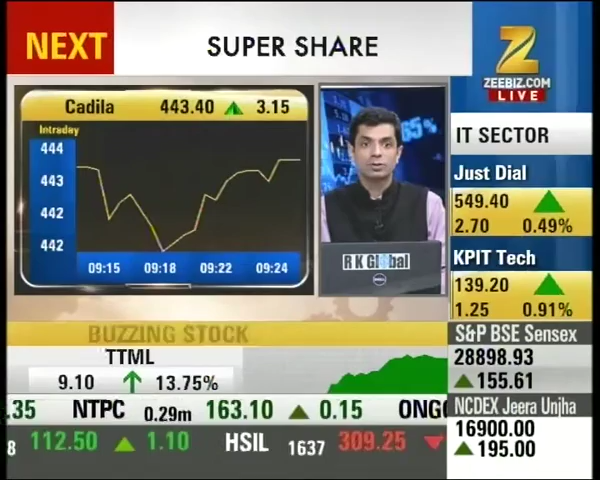 NEXT
SUPER SHARE
ZEEBIZ.COM
LIVE
Cadila 443.40 3.15
Intraday
444
443
442
442
09:15 09:18 09:22 09:24
65%
R K Global
DELL
IT SECTOR
Just Dial
549.40
2.70 0.49%
KPIT Tech
139.20
1.25 0.91%
BUZZING STOCK
TTML
9.10 13.75%
S&P BSE Sensex
28898.93
155.61
NCDEX Jeera Unjha
16900.00
195.00
.35 NTPC 0.29m 163.10 0.15 ONG
8 112.50 1.10 HSIL 1637 309.25